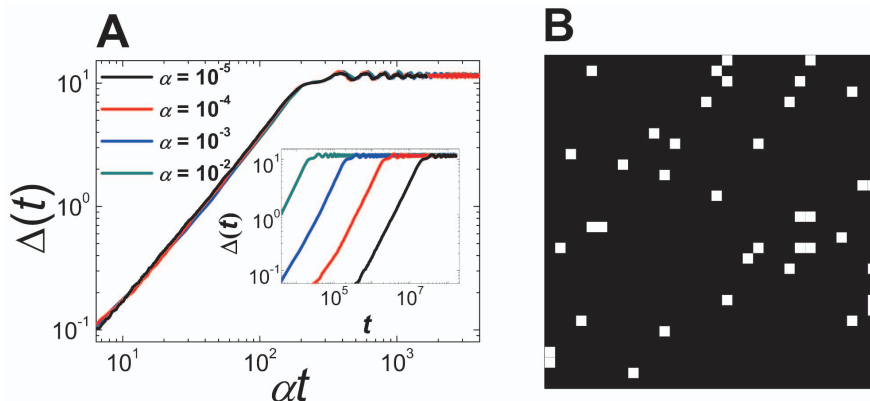 A
B
Δ(t)
10¹
10⁰
10⁻¹
α = 10⁻⁵
α = 10⁻⁴
α = 10⁻³
α = 10⁻²
Δ(t)
10¹
10⁰
10⁻¹
10⁵
10⁷
t
10¹
10²
10³
αt